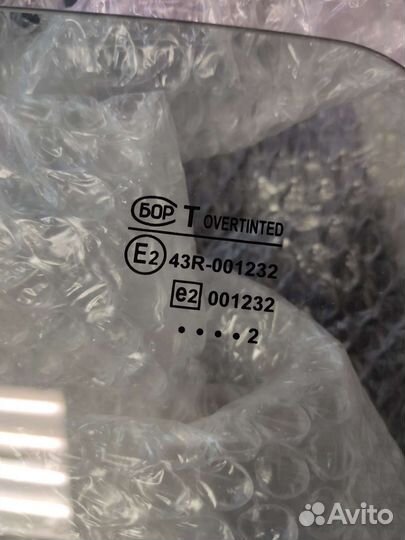 БОР T OVERTINTED
E2 43R-001232
e2 001232
• • • • 2
Avito